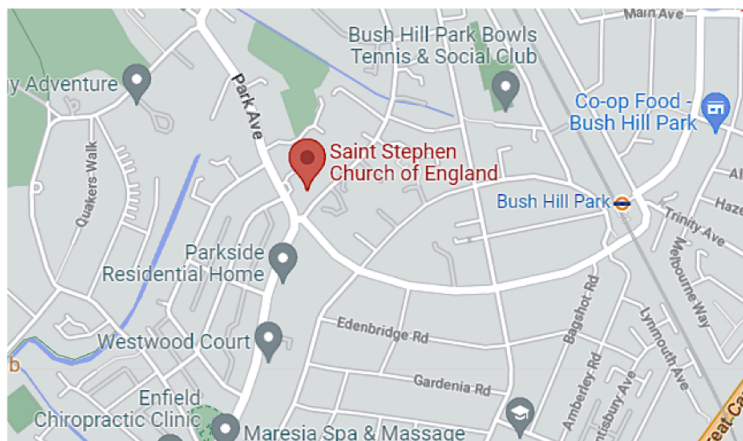 Main Ave
Bush Hill Park Bowls
Tennis & Social Club
y Adventure
Park Ave
Co-op Food -
Bush Hill Park
Saint Stephen
Church of England
Quakers Walk
Bush Hill Park
Trinity Ave
Melbourne Way
Parkside
Residential Home
Bagshot Rd
Lynmouth Ave
Edenbridge Rd
Westwood Court
b
Gardenia Rd
Amberley Rd
Enfield
Chiropractic Clinic
Maresia Spa & Massage